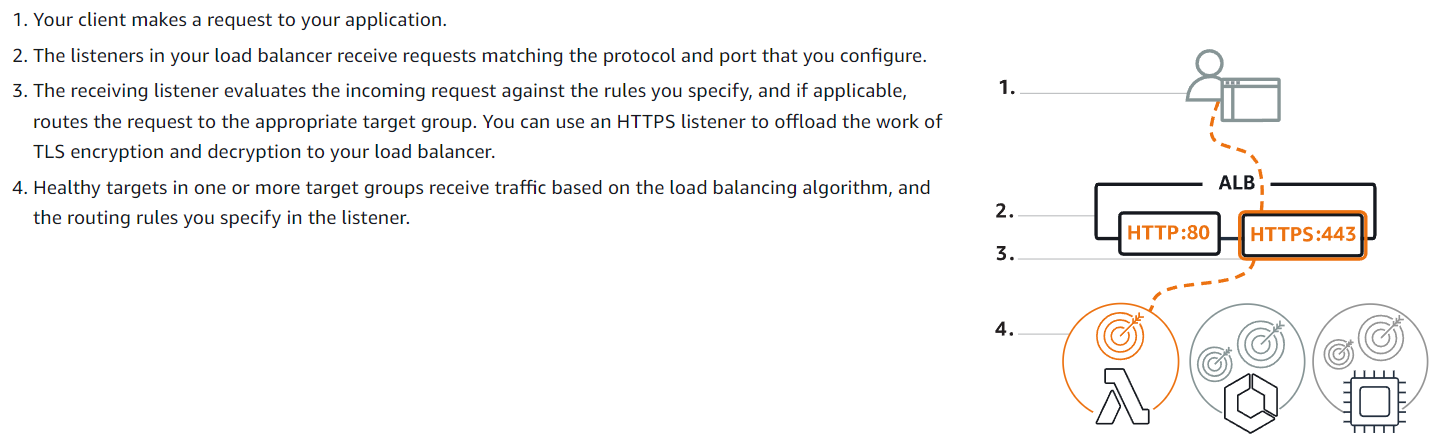 1. Your client makes a request to your application.
2. The listeners in your load balancer receive requests matching the protocol and port that you configure.
3. The receiving listener evaluates the incoming request against the rules you specify, and if applicable,
routes the request to the appropriate target group. You can use an HTTPS listener to offload the work of
TLS encryption and decryption to your load balancer.
4. Healthy targets in one or more target groups receive traffic based on the load balancing algorithm, and
the routing rules you specify in the listener.
1.
ALB
2.
HTTP:80 HTTPS:443
3.
4.